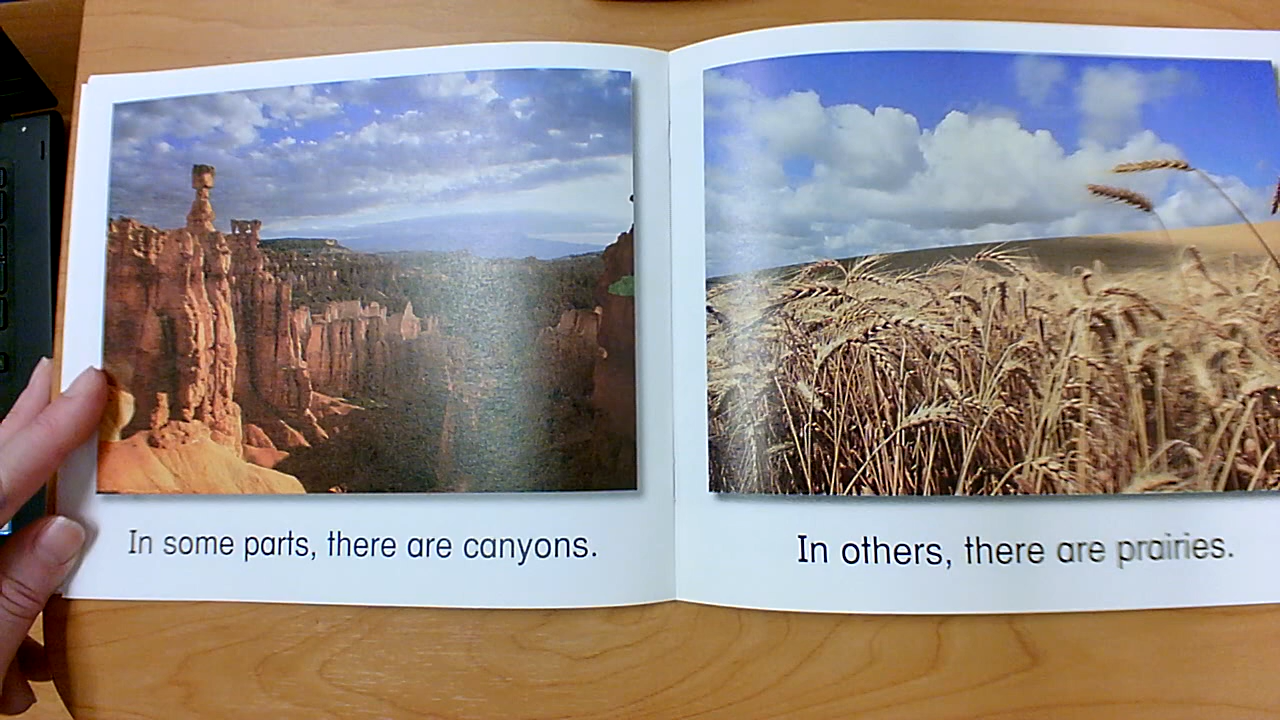 In some parts, there are canyons.
In others, there are prairies.